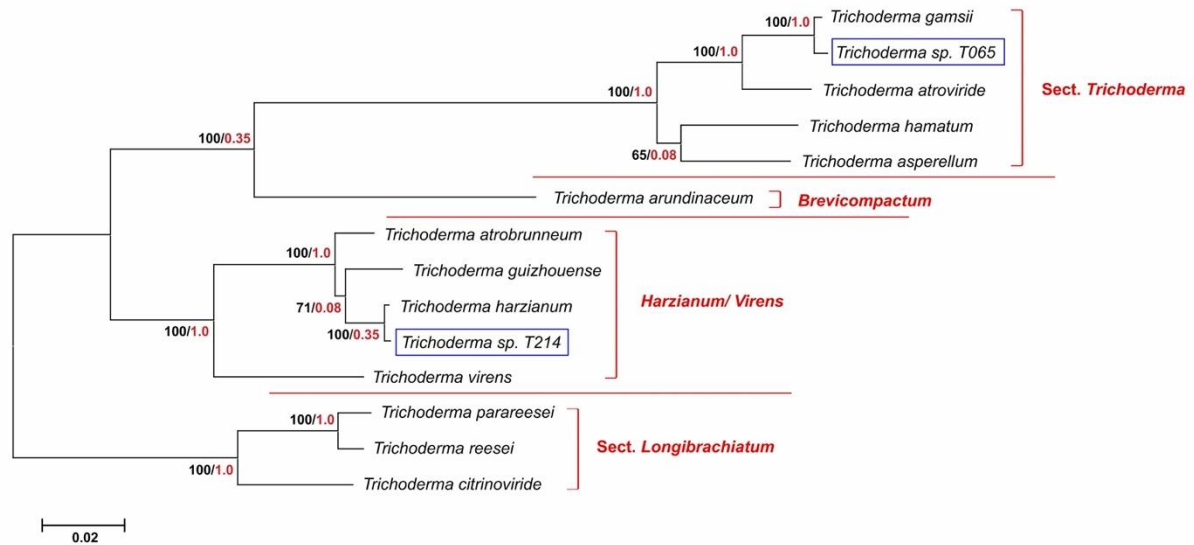 100/1.0
Trichoderma gamsii
Trichoderma sp. T065
100/1.0
Trichoderma atroviride
Sect. Trichoderma
100/1.0
Trichoderma hamatum
100/0.35
65/0.08
Trichoderma asperellum
Trichoderma arundinaceum
Brevicompactum
Trichoderma atrobrunneum
100/1.0
Trichoderma guizhouense
71/0.08
Trichoderma harzianum
Harzianum/ Virens
100/1.0
100/0.35
Trichoderma sp. T214
Trichoderma virens
Trichoderma parareesei
100/1.0
Trichoderma reesei
Sect. Longibrachiatum
100/1.0
Trichoderma citrinoviride
0.02